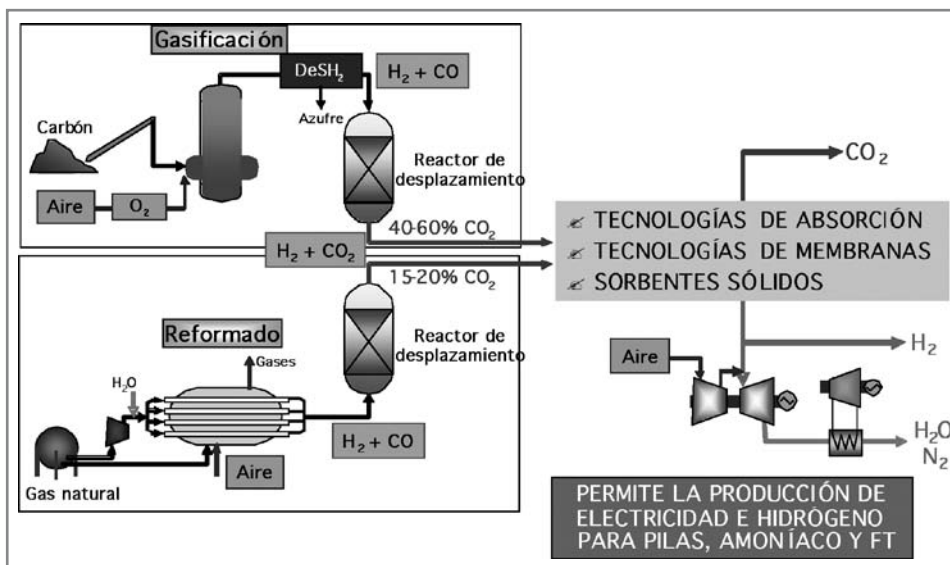 Gasificación
DeSH₂
H₂ + CO
Azufre
Carbón
Reactor de
desplazamiento
Aire
O₂
40-60% CO₂
H₂ + CO₂
15-20% CO₂
Reformado
Gases
Reactor de
desplazamiento
H₂O
H₂ + CO
Aire
Gas natural
CO₂
TECNOLOGÍAS DE ABSORCIÓN
TECNOLOGÍAS DE MEMBRANAS
SORBENTES SÓLIDOS
Aire
H₂
H₂O
N₂
PERMITE LA PRODUCCIÓN DE
ELECTRICIDAD E HIDRÓGENO
PARA PILAS, AMONÍACO Y FT